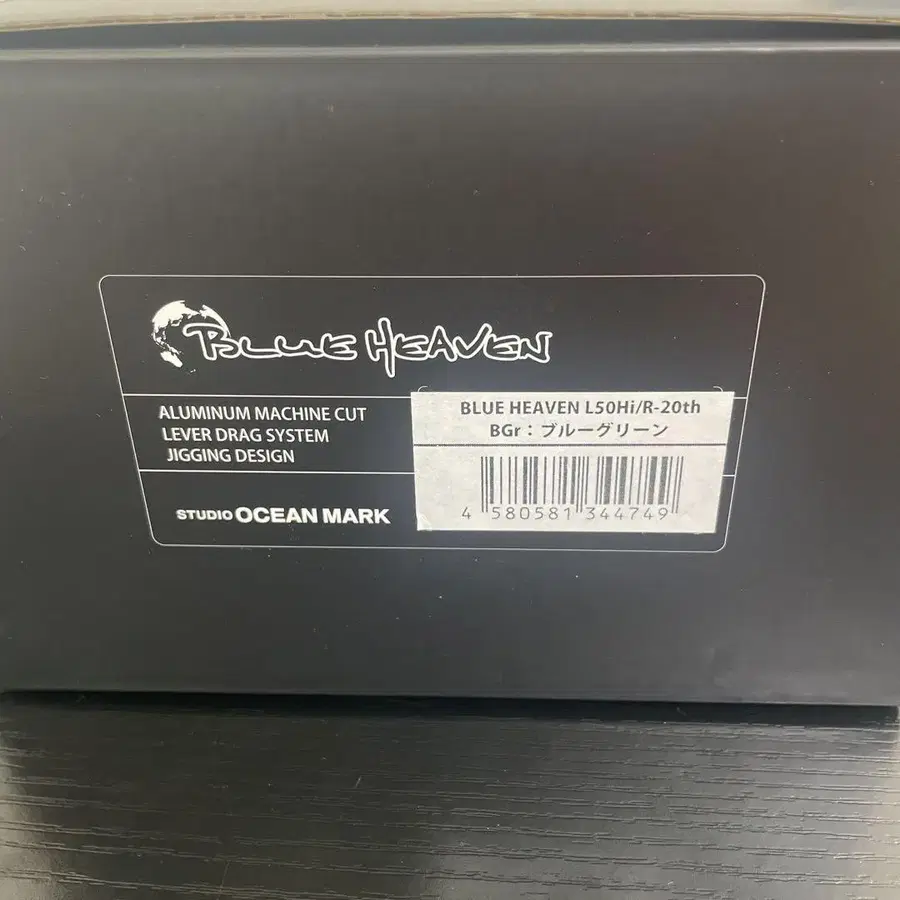 BLUE HEAVEN
ALUMINUM MACHINE CUT
LEVER DRAG SYSTEM
JIGGING DESIGN
STUDIO OCEAN MARK
BLUE HEAVEN L50Hi/R-20th
BGr：ブルーグリーン
4 580581 344749